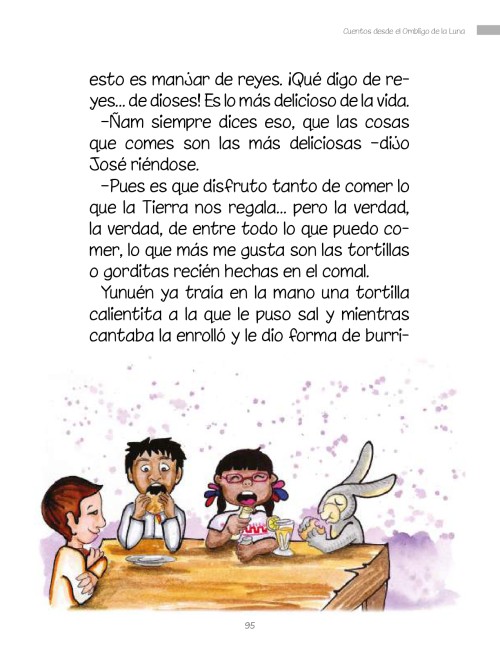 Cuentos desde el Ombligo de la Luna
esto es manjar de reyes. ¡Qué digo de re-
yes... de dioses! Es lo más delicioso de la vida.
–Ñam siempre dices eso, que las cosas
que comes son las más deliciosas –dijo
José riéndose.
–Pues es que disfruto tanto de comer lo
que la Tierra nos regala... pero la verdad,
la verdad, de entre todo lo que puedo co-
mer, lo que más me gusta son las tortillas
o gorditas recién hechas en el comal.
Yunuén ya traía en la mano una tortilla
calientita a la que le puso sal y mientras
cantaba la enrolló y le dio forma de burri-
95